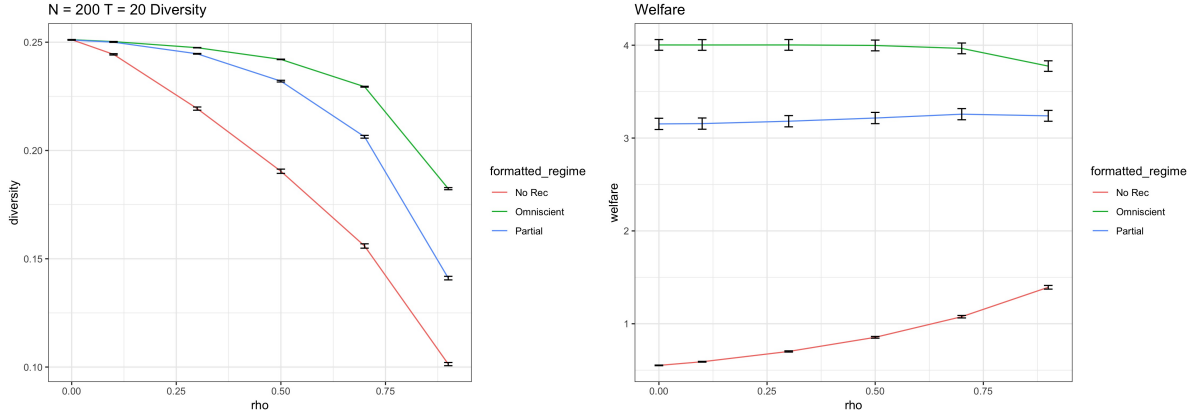 N = 200 T = 20 Diversity
0.25
0.20
0.15
0.10
diversity
0.00
0.25
0.50
0.75
rho
formatted_regime
No Rec
Omniscient
Partial
Welfare
4
3
2
1
welfare
0.00
0.25
0.50
0.75
rho
formatted_regime
No Rec
Omniscient
Partial